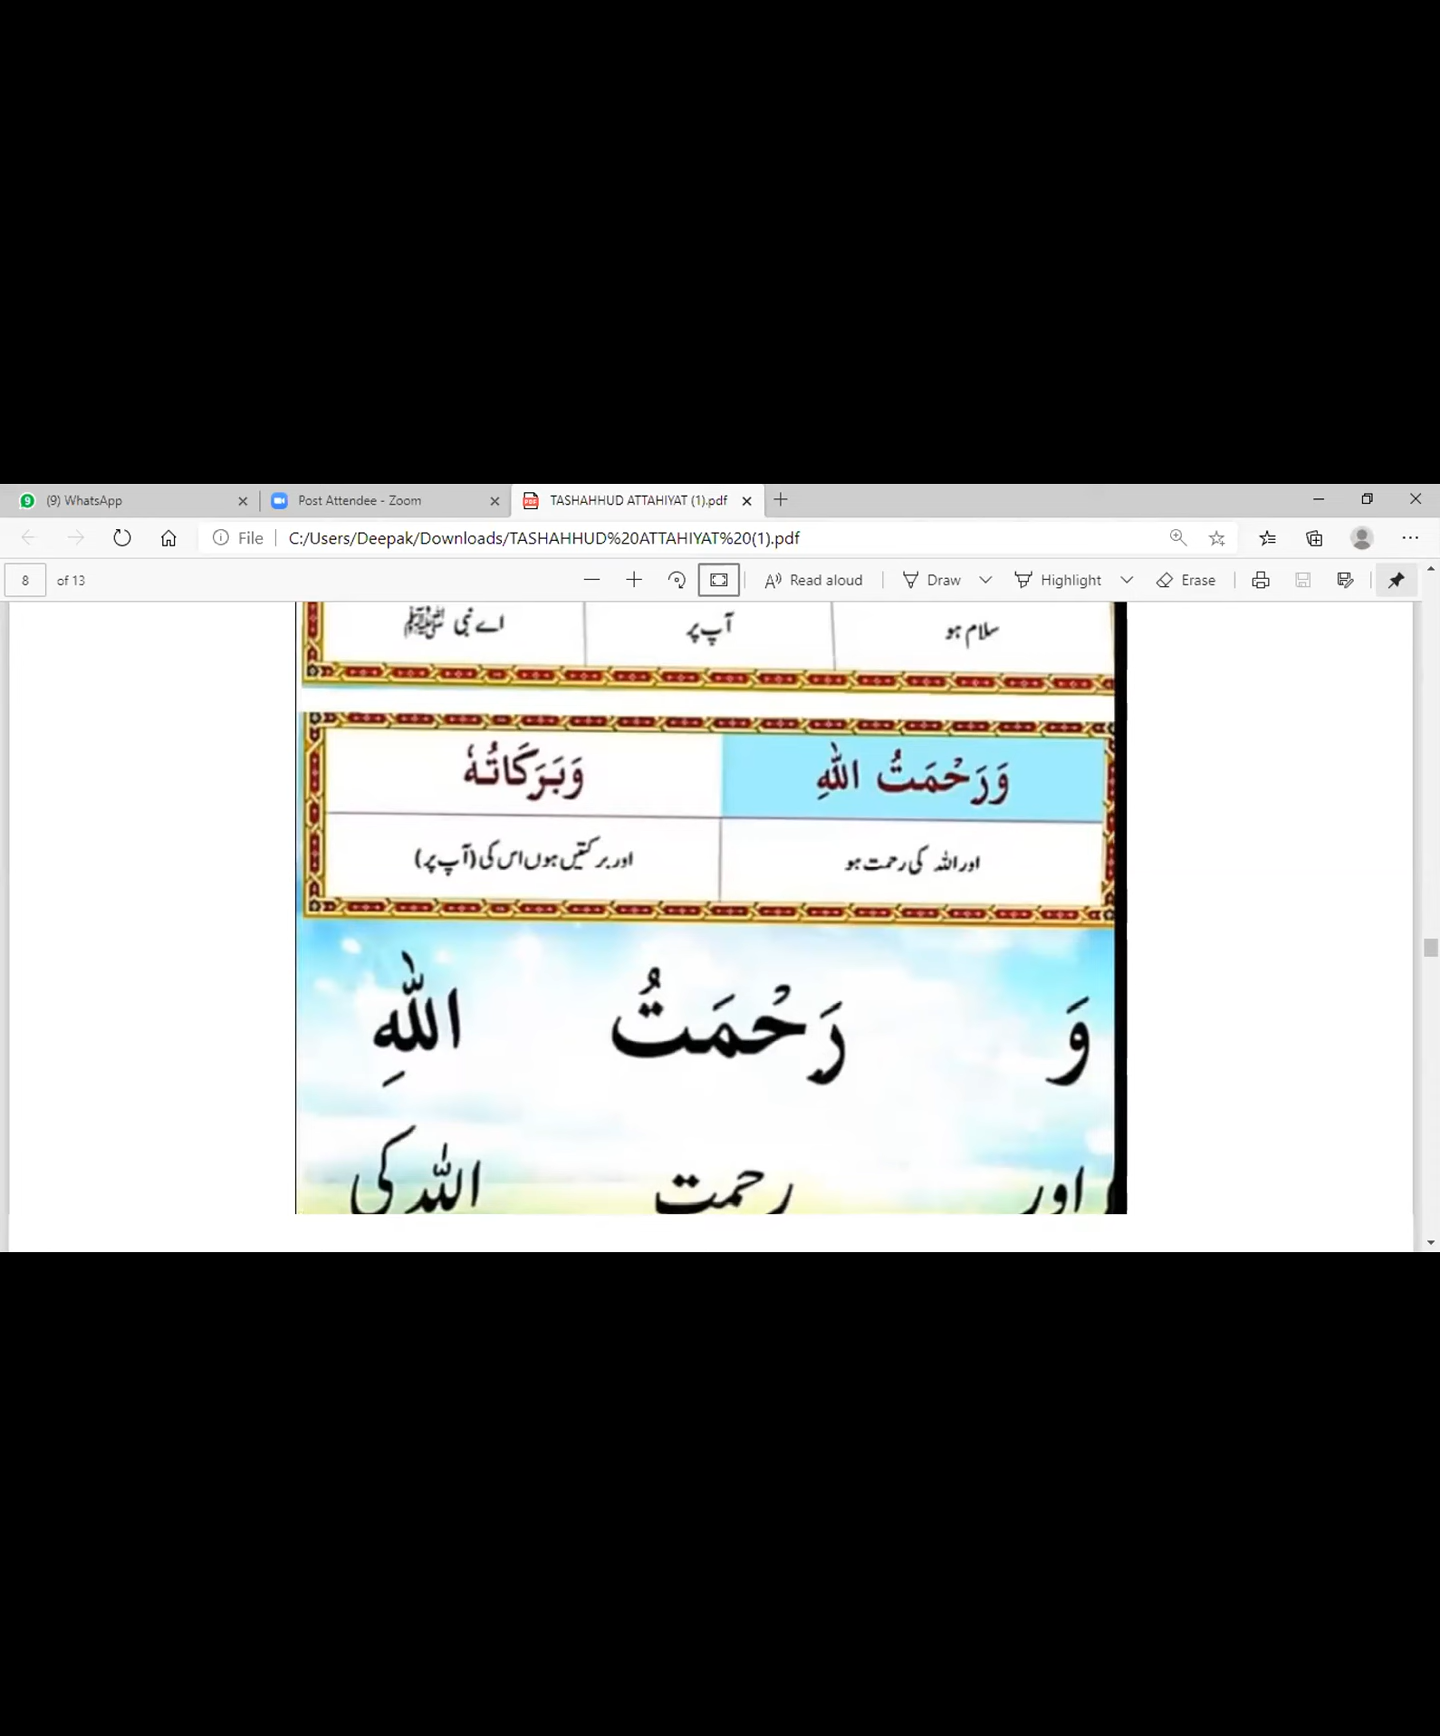 (9) WhatsApp Post Attendee - Zoom TASHAHHUD ATTAHIYAT (1).pdf
File C:/Users/Deepak/Downloads/TASHAHHUD%20ATTAHIYAT%20(1).pdf
8 of 13 Read aloud Draw Highlight Erase
سلام ہو آپ پر اے نبی ﷺ
وَرَحْمَتُ اللّٰهِ وَبَرَكَاتُهٗ
اور اللہ کی رحمت ہو اور برکتیں ہوں اس کی (آپ پر)
وَ رَحْمَتُ اللّٰهِ
اور رحمت اللہ کی